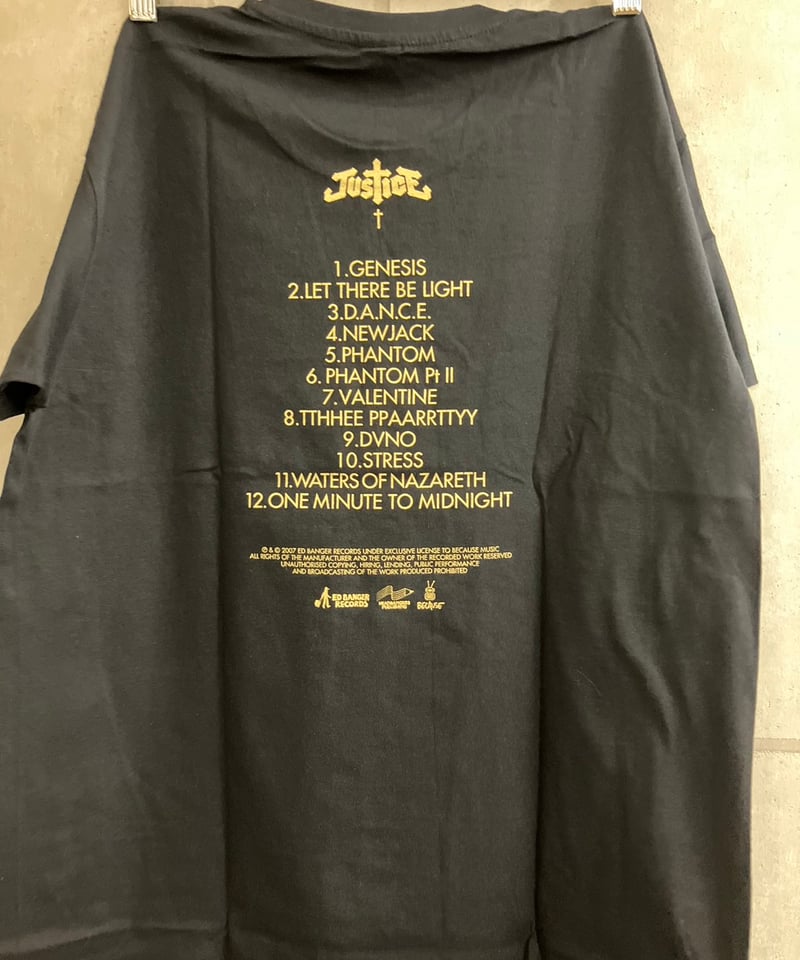 JUSTICE
†
1.GENESIS
2.LET THERE BE LIGHT
3.D.A.N.C.E.
4.NEWJACK
5.PHANTOM
6. PHANTOM Pt II
7.VALENTINE
8.TTHHEE PPAARRTTYY
9.DVNO
10.STRESS
11.WATERS OF NAZARETH
12.ONE MINUTE TO MIDNIGHT
℗ & © 2007 ED BANGER RECORDS UNDER EXCLUSIVE LICENSE TO BECAUSE MUSIC
ALL RIGHTS OF THE MANUFACTURER AND THE OWNER OF THE RECORDED WORK RESERVED
UNAUTHORISED COPYING, HIRING, LENDING, PUBLIC PERFORMANCE
AND BROADCASTING OF THE WORK PRODUCED PROHIBITED
ED BANGER
RECORDS
HEADBANGERS
PUBLISHING
BECAUSE